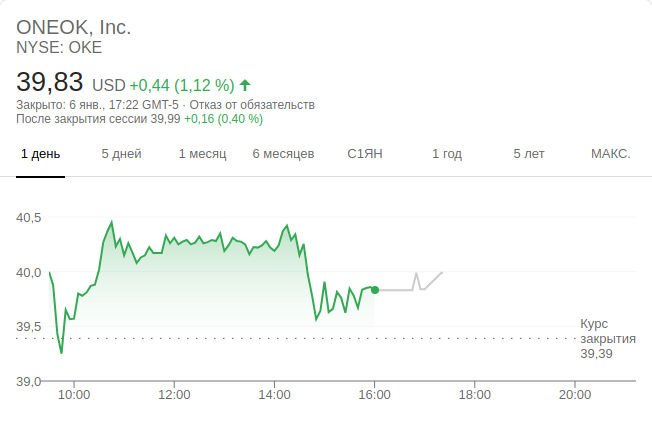 ONEOK, Inc.
NYSE: OKE
39,83 USD +0,44 (1,12 %)
Закрыто: 6 янв., 17:22 GMT-5 · Отказ от обязательств
После закрытия сессии 39,99 +0,16 (0,40 %)
1 день 5 дней 1 месяц 6 месяцев С1ЯН 1 год 5 лет МАКС.
40,5
40,0
39,5
Курс
закрытия
39,39
39,0
10:00 12:00 14:00 16:00 18:00 20:00